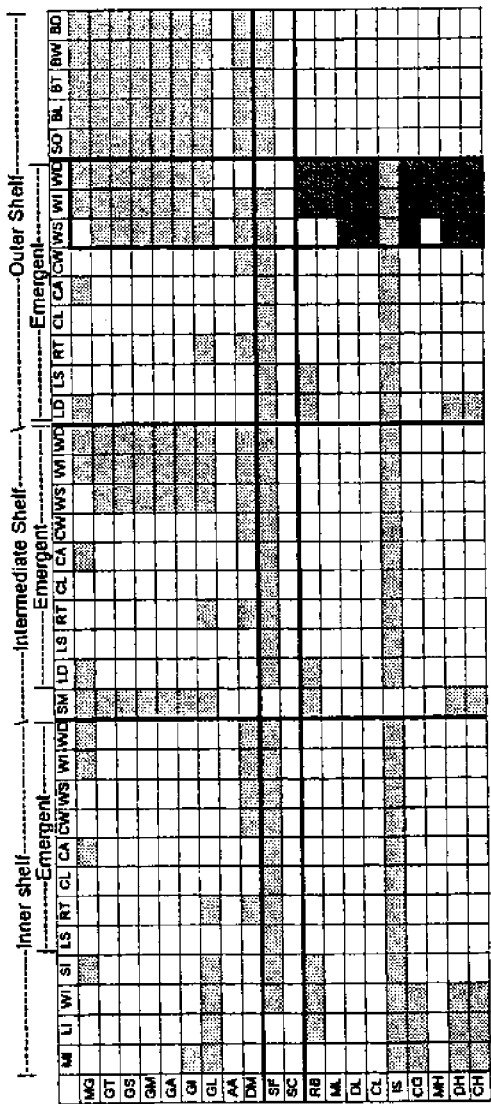 Inner shelf Intermediate Shelf Outer Shelf
Emergent Emergent Emergent
MI LI WI SI LS RT CL CA CW WS WI WD SM LD LS RT CL CA CW WS WI WD LD LS RT CL CA CW WS WI WD SO BL BT BW BD
MG
GT
GS
GM
GA
GI
GL
AA
DM
SF
SC
RB
ML
DL
CL
IS
CG
MH
DH
CH